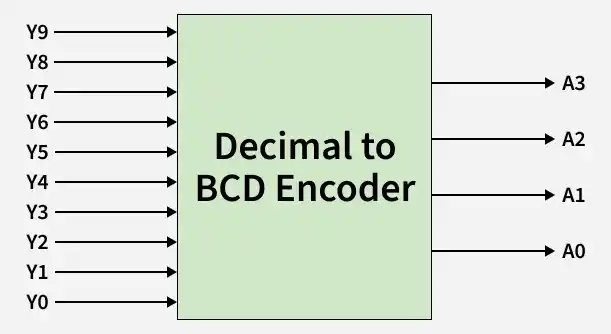 Y9
Y8
Y7
Y6
Y5
Y4
Y3
Y2
Y1
Y0
Decimal to
BCD Encoder
A3
A2
A1
A0